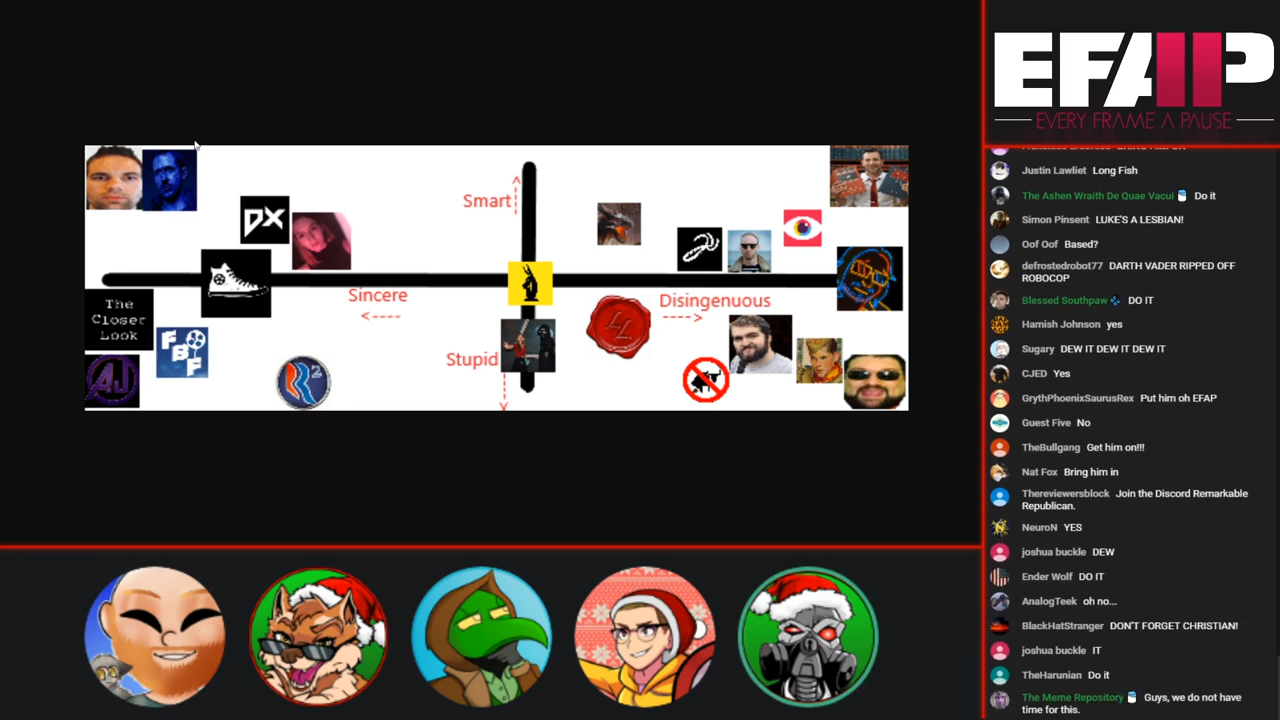 EFAP
EVERY FRAME A PAUSE
Justin Lawliet Long Fish
The Ashen Wraith De Quae Vacui Do it
Simon Pinsent LUKE'S A LESBIAN!
Oof Oof Based?
defrostedrobot77 DARTH VADER RIPPED OFF
ROBOCOP
Blessed Southpaw DO IT
Hamish Johnson yes
Sugary DEW IT DEW IT DEW IT
CJED Yes
GrythPhoenixSaurusRex Put him oh EFAP
Guest Five No
TheBullgang Get him on!!!
Nat Fox Bring him in
Thereviewersblock Join the Discord Remarkable
Republican.
NeuroN YES
joshua buckle DEW
Ender Wolf DO IT
AnalogTeek oh no...
BlackHatStranger DON'T FORGET CHRISTIAN!
joshua buckle IT
TheHarunian Do it
The Meme Repository Guys, we do not have
time for this.
Smart
DX
Sincere
Disingenuous
The
Closer
Look
FBF
Stupid
LL
R2
AJ